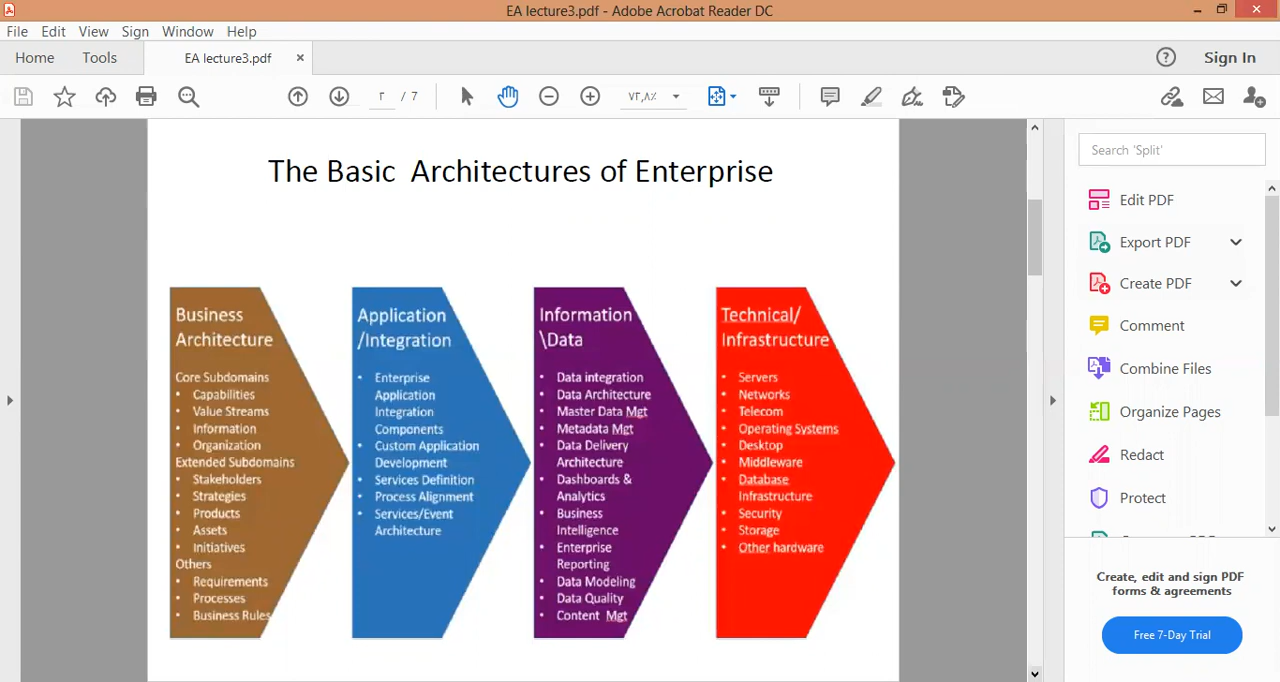 EA lecture3.pdf - Adobe Acrobat Reader DC
File Edit View Sign Window Help
Home Tools EA lecture3.pdf × ? Sign In
٢ / 7 ٧٣٫٨٪
The Basic Architectures of Enterprise
Business
Architecture
Core Subdomains
• Capabilities
• Value Streams
• Information
• Organization
Extended Subdomains
• Stakeholders
• Strategies
• Products
• Assets
• Initiatives
Others
• Requirements
• Processes
• Business Rules
Application
/Integration
• Enterprise
Application
Integration
Components
• Custom Application
Development
• Services Definition
• Process Alignment
• Services/Event
Architecture
Information
\Data
• Data integration
• Data Architecture
• Master Data Mgt
• Metadata Mgt
• Data Delivery
Architecture
• Dashboards &
Analytics
• Business
Intelligence
• Enterprise
Reporting
• Data Modeling
• Data Quality
• Content Mgt
Technical/
Infrastructure
• Servers
• Networks
• Telecom
• Operating Systems
• Desktop
• Middleware
• Database
Infrastructure
• Security
• Storage
• Other hardware
Search 'Split'
Edit PDF
Export PDF
Create PDF
Comment
Combine Files
Organize Pages
Redact
Protect
Create, edit and sign PDF
forms & agreements
Free 7-Day Trial